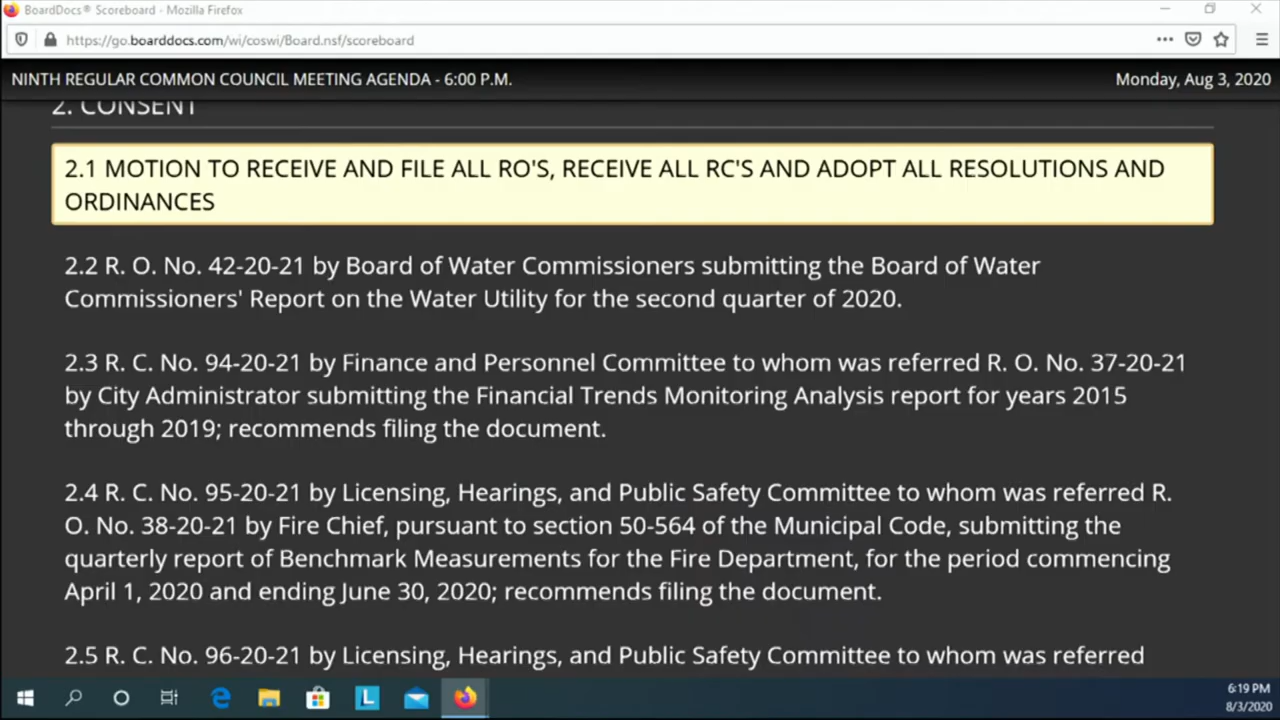 BoardDocs® Scoreboard - Mozilla Firefox
https://go.boarddocs.com/wi/coswi/Board.nsf/scoreboard
NINTH REGULAR COMMON COUNCIL MEETING AGENDA - 6:00 P.M.
Monday, Aug 3, 2020
2. CONSENT
2.1 MOTION TO RECEIVE AND FILE ALL RO'S, RECEIVE ALL RC'S AND ADOPT ALL RESOLUTIONS AND
ORDINANCES
2.2 R. O. No. 42-20-21 by Board of Water Commissioners submitting the Board of Water
Commissioners' Report on the Water Utility for the second quarter of 2020.
2.3 R. C. No. 94-20-21 by Finance and Personnel Committee to whom was referred R. O. No. 37-20-21
by City Administrator submitting the Financial Trends Monitoring Analysis report for years 2015
through 2019; recommends filing the document.
2.4 R. C. No. 95-20-21 by Licensing, Hearings, and Public Safety Committee to whom was referred R.
O. No. 38-20-21 by Fire Chief, pursuant to section 50-564 of the Municipal Code, submitting the
quarterly report of Benchmark Measurements for the Fire Department, for the period commencing
April 1, 2020 and ending June 30, 2020; recommends filing the document.
2.5 R. C. No. 96-20-21 by Licensing, Hearings, and Public Safety Committee to whom was referred
L
6:19 PM
8/3/2020